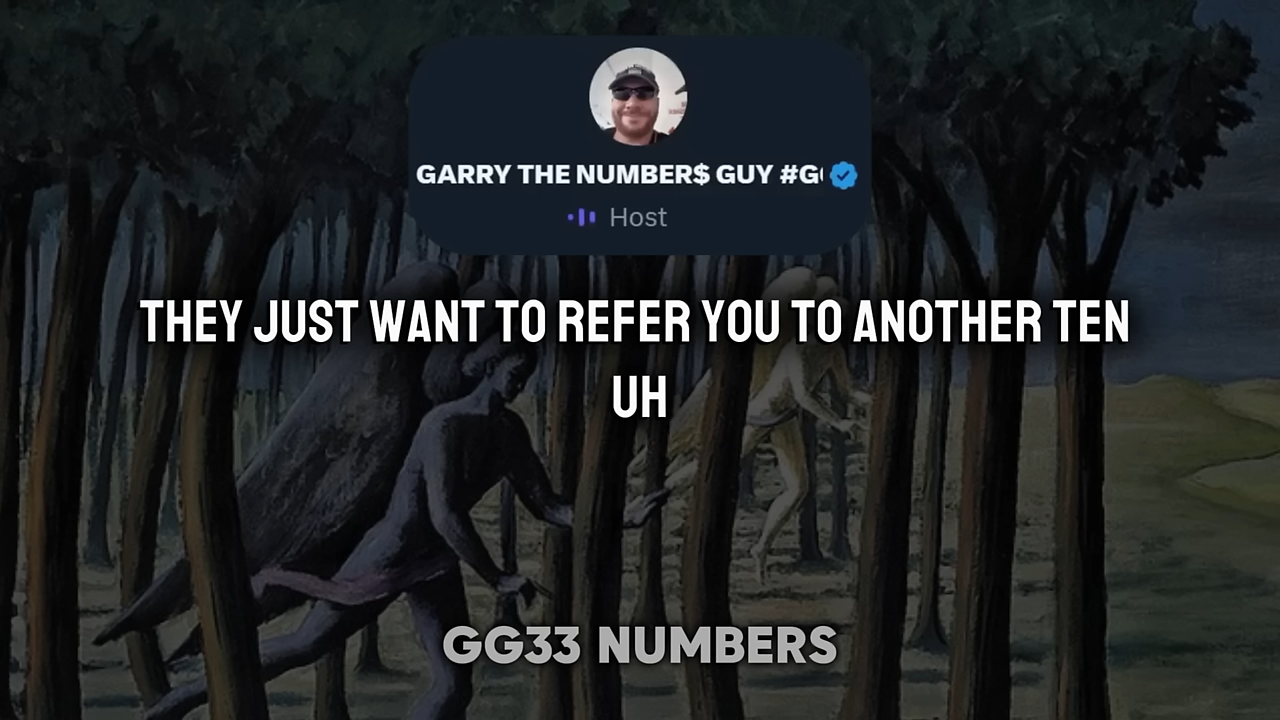 GARRY THE NUMBER$ GUY #G
Host
THEY JUST WANT TO REFER YOU TO ANOTHER TEN
UH
GG33 NUMBERS